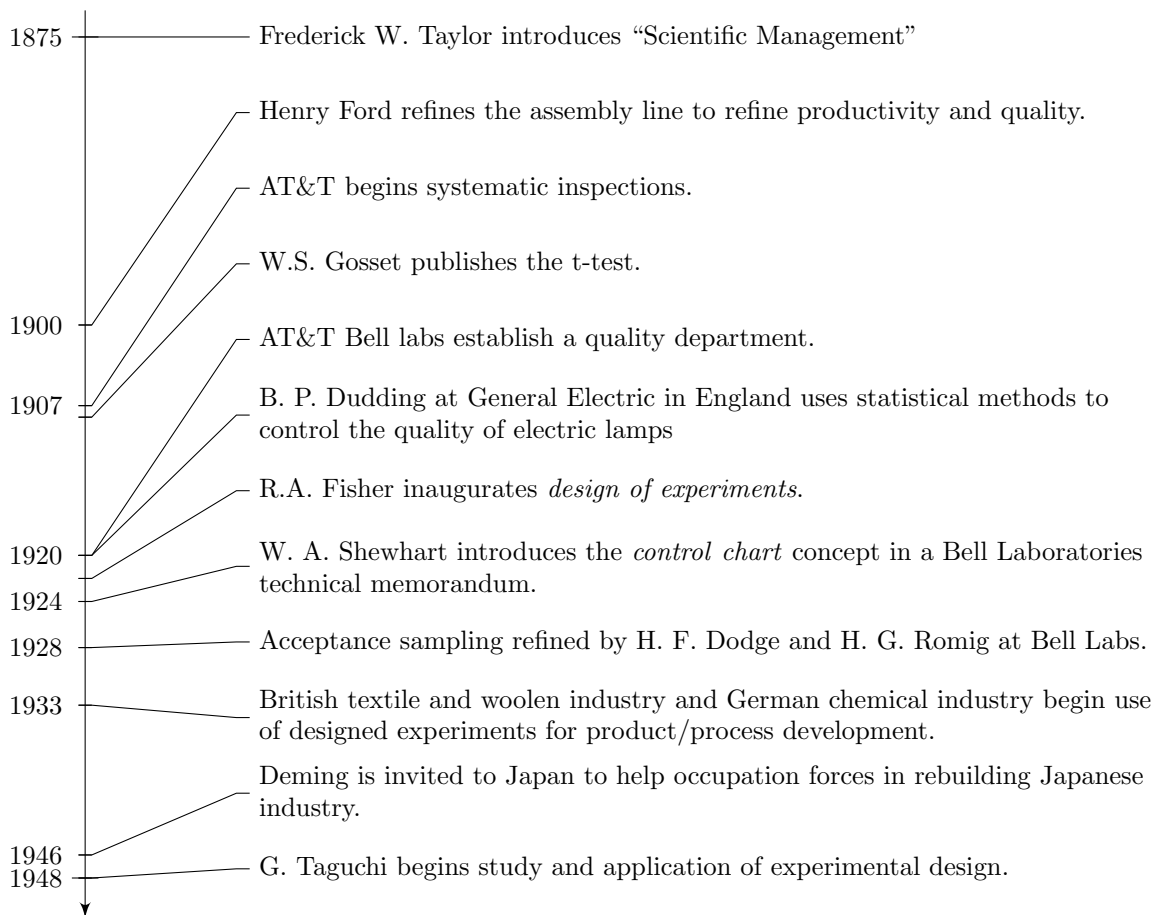 1875
Frederick W. Taylor introduces “Scientific Management”
Henry Ford refines the assembly line to refine productivity and quality.
AT&T begins systematic inspections.
W.S. Gosset publishes the t-test.
1900
AT&T Bell labs establish a quality department.
B. P. Dudding at General Electric in England uses statistical methods to
1907
control the quality of electric lamps
R.A. Fisher inaugurates design of experiments.
1920
W. A. Shewhart introduces the control chart concept in a Bell Laboratories
technical memorandum.
1924
1928
Acceptance sampling refined by H. F. Dodge and H. G. Romig at Bell Labs.
1933
British textile and woolen industry and German chemical industry begin use
of designed experiments for product/process development.
Deming is invited to Japan to help occupation forces in rebuilding Japanese
industry.
1946
1948
G. Taguchi begins study and application of experimental design.